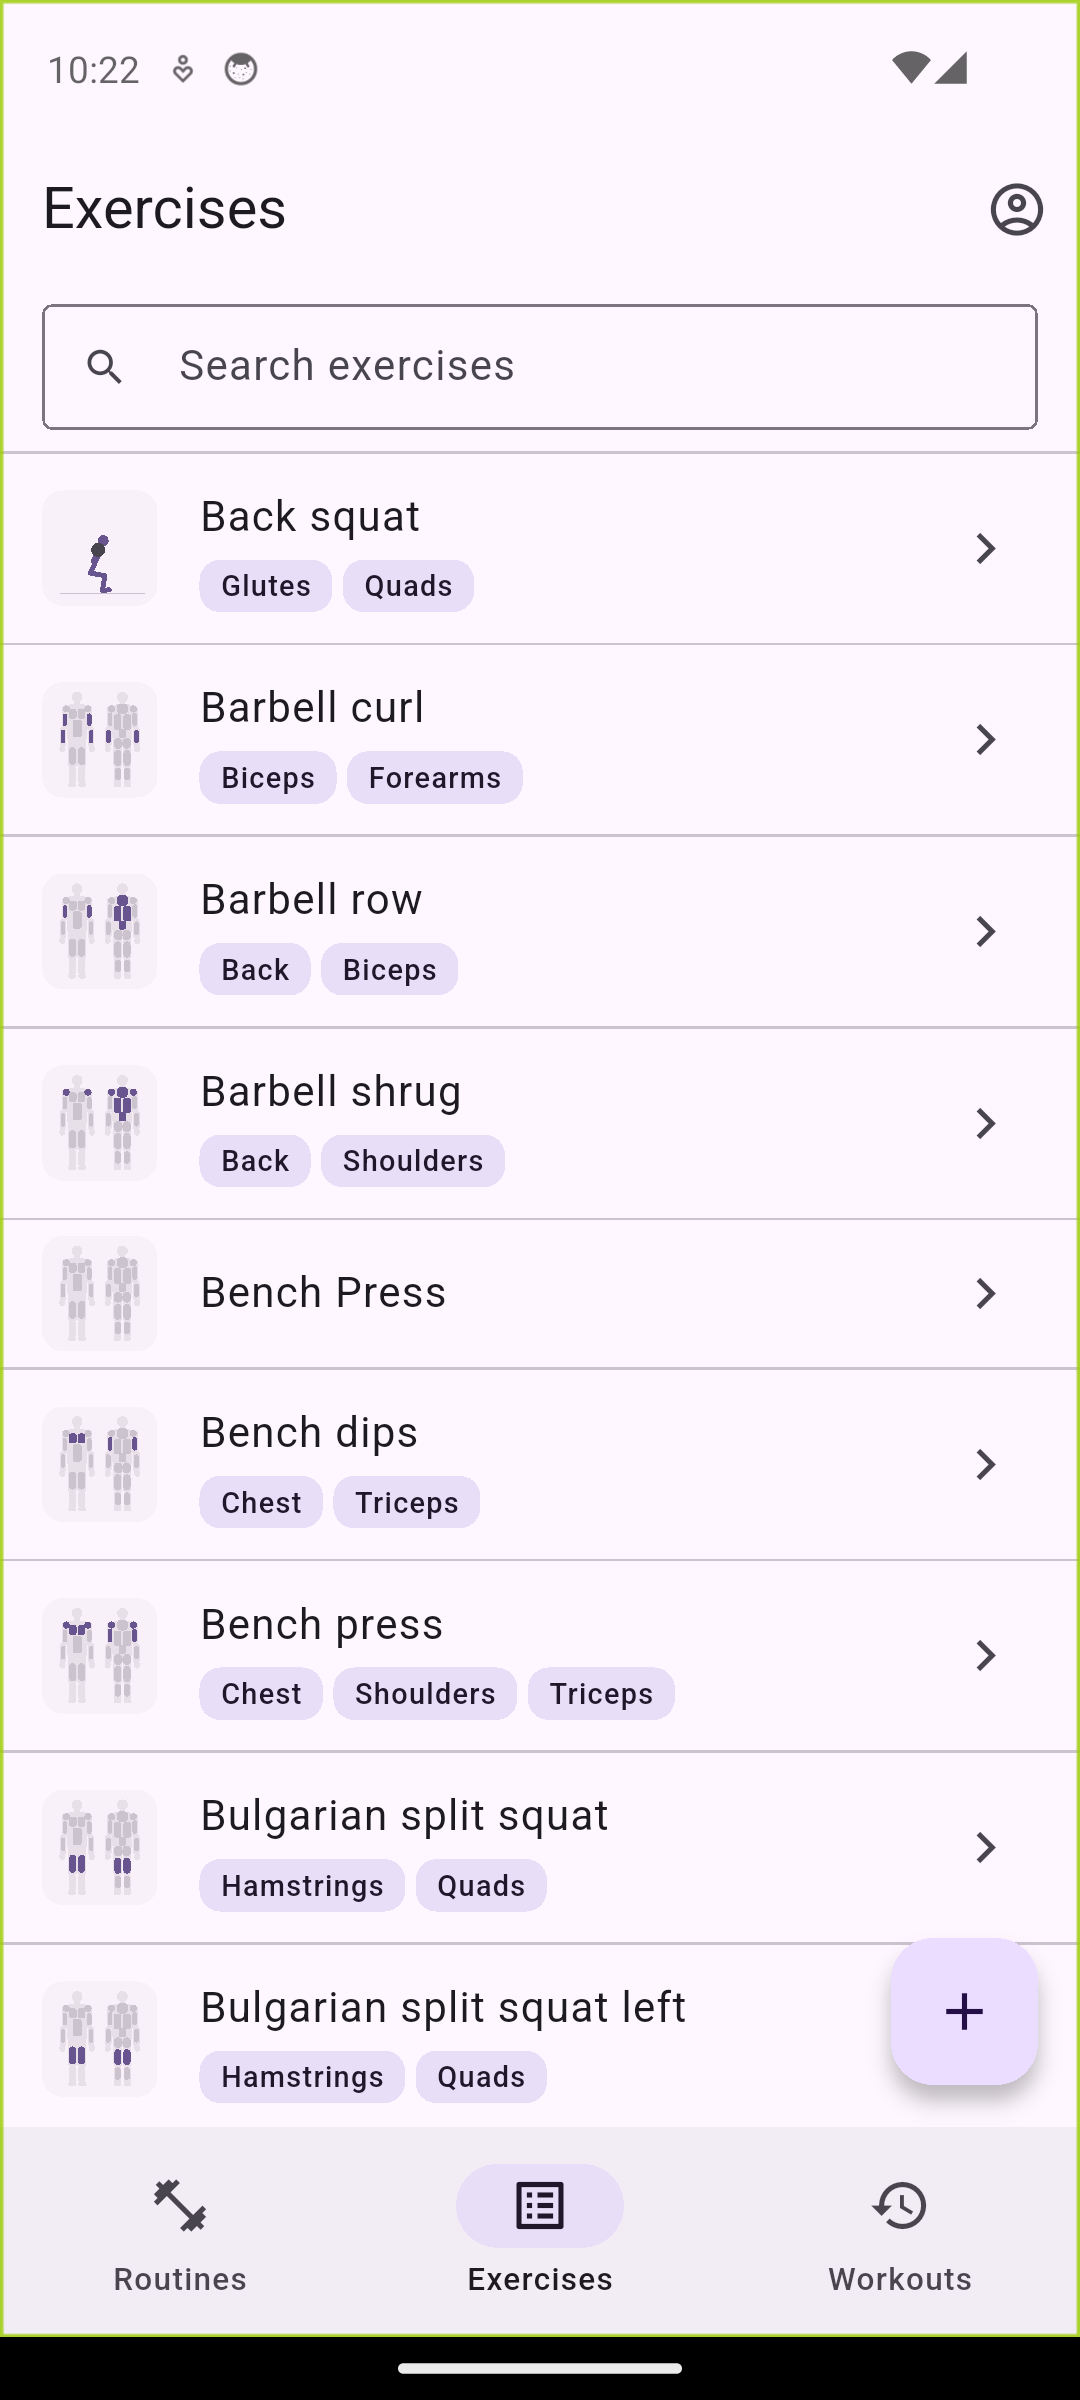 10:22
Exercises
Search exercises
Back squat
Glutes Quads
Barbell curl
Biceps Forearms
Barbell row
Back Biceps
Barbell shrug
Back Shoulders
Bench Press
Bench dips
Chest Triceps
Bench press
Chest Shoulders Triceps
Bulgarian split squat
Hamstrings Quads
Bulgarian split squat left
Hamstrings Quads
Routines Exercises Workouts